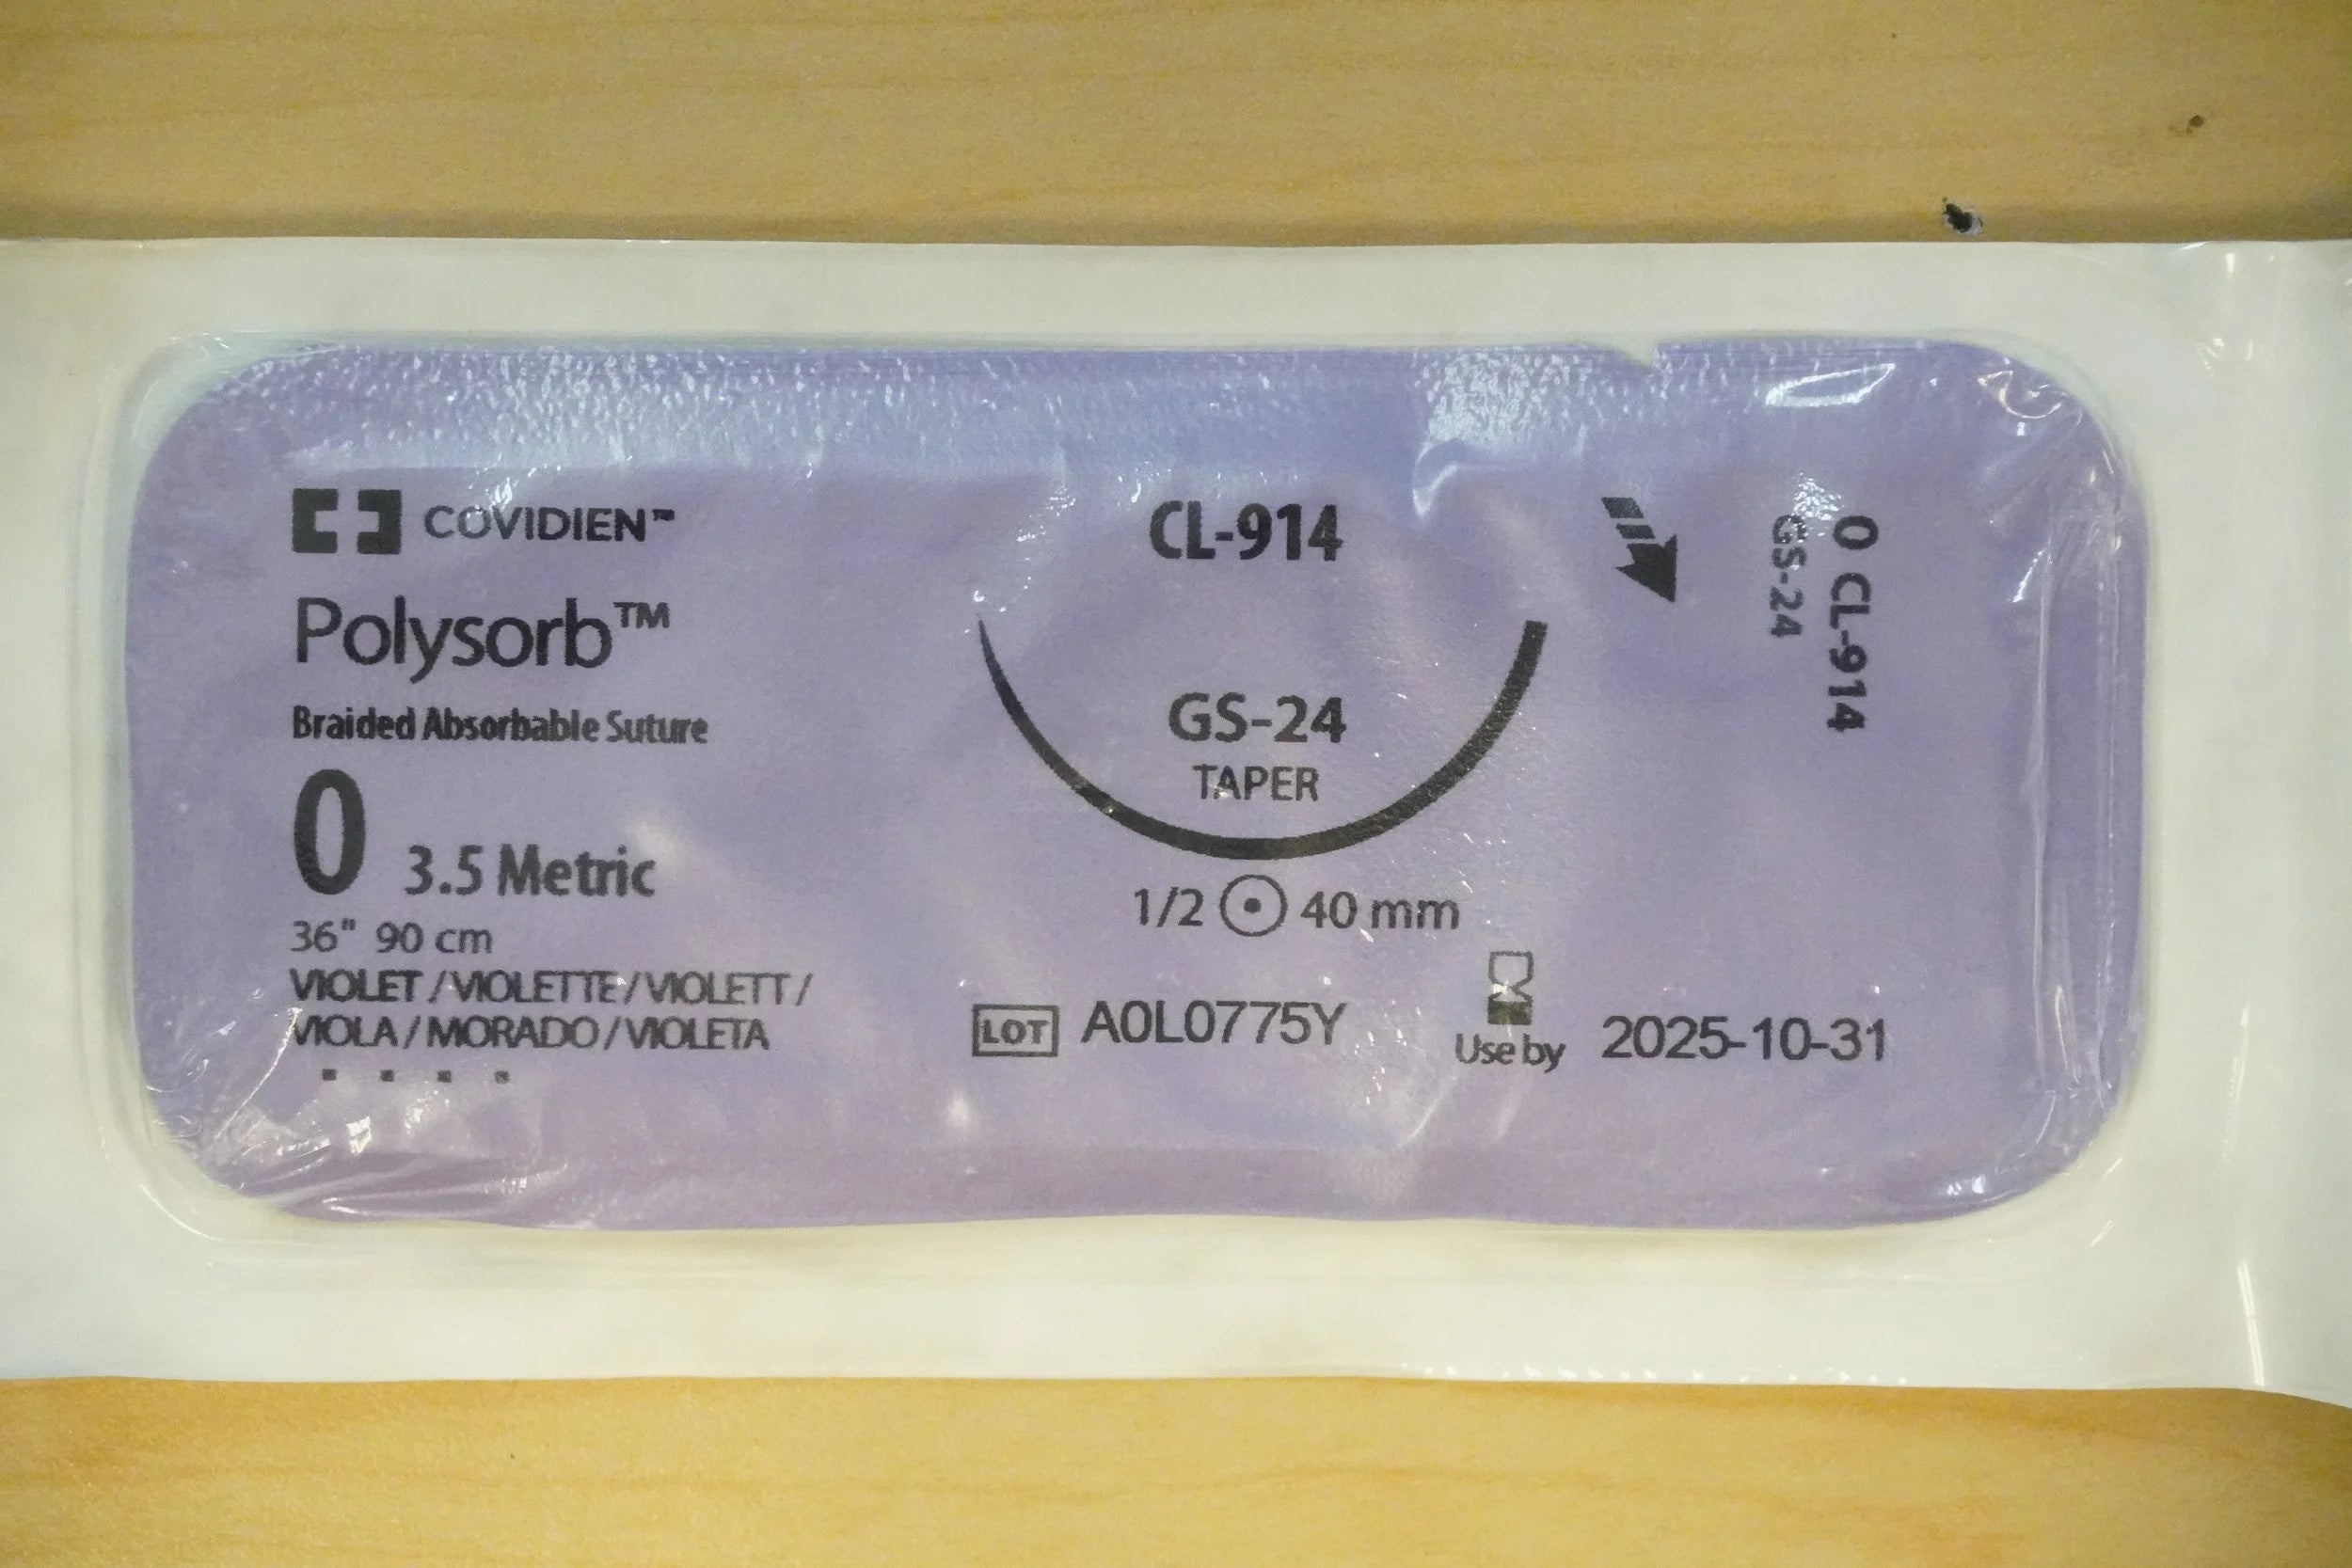 COVIDIEN™
Polysorb™
Braided Absorbable Suture
0 3.5 Metric
36" 90 cm
VIOLET / VIOLETTE / VIOLETT /
VIOLA / MORADO / VIOLETA
CL-914
GS-24
TAPER
1/2 40 mm
LOT A0L0775Y
Use by 2025-10-31
0 CL-914
GS-24